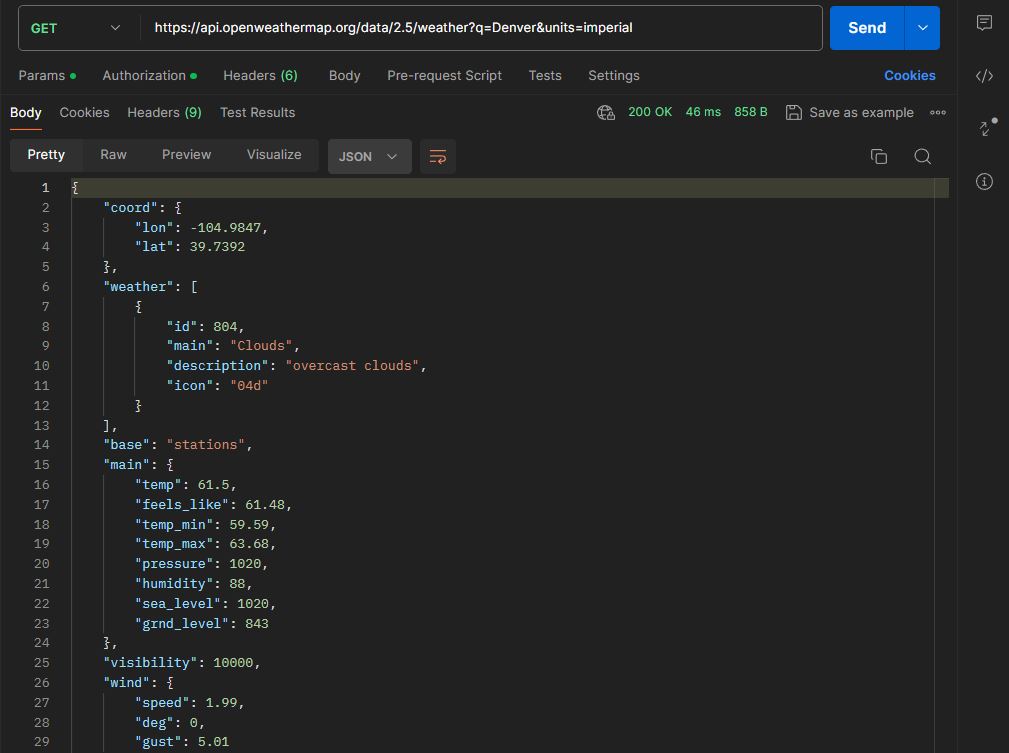 GET https://api.openweathermap.org/data/2.5/weather?q=Denver&units=imperial Send
Params Authorization Headers (6) Body Pre-request Script Tests Settings Cookies
Body Cookies Headers (9) Test Results 200 OK 46 ms 858 B Save as example
Pretty Raw Preview Visualize JSON
1 {
2 "coord": {
3 "lon": -104.9847,
4 "lat": 39.7392
5 },
6 "weather": [
7 {
8 "id": 804,
9 "main": "Clouds",
10 "description": "overcast clouds",
11 "icon": "04d"
12 }
13 ],
14 "base": "stations",
15 "main": {
16 "temp": 61.5,
17 "feels_like": 61.48,
18 "temp_min": 59.59,
19 "temp_max": 63.68,
20 "pressure": 1020,
21 "humidity": 88,
22 "sea_level": 1020,
23 "grnd_level": 843
24 },
25 "visibility": 10000,
26 "wind": {
27 "speed": 1.99,
28 "deg": 0,
29 "gust": 5.01